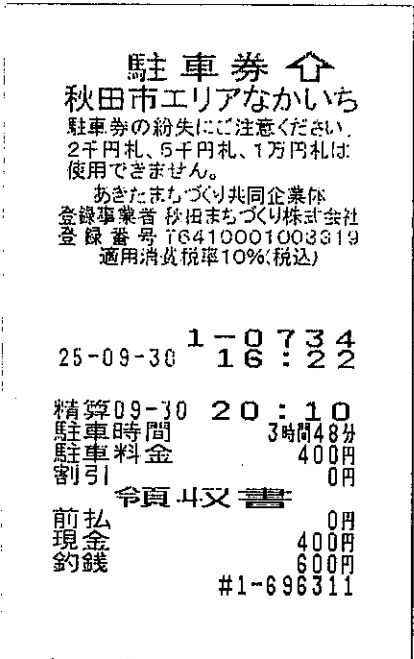 駐車券⇧
秋田市エリアなかいち
駐車券の紛失にご注意ください。
2千円札、5千円札、1万円札は
使用できません。
あきたまちづくり共同企業体
登録事業者 秋田まちづくり株式会社
登録番号 T6410001003319
適用消費税率10%(税込)
1-0734
25-09-30 16:22
精算09-30 20:10
駐車時間 3時間48分
駐車料金 400円
割引 0円
領収書
前払 0円
現金 400円
釣銭 600円
#1-696311